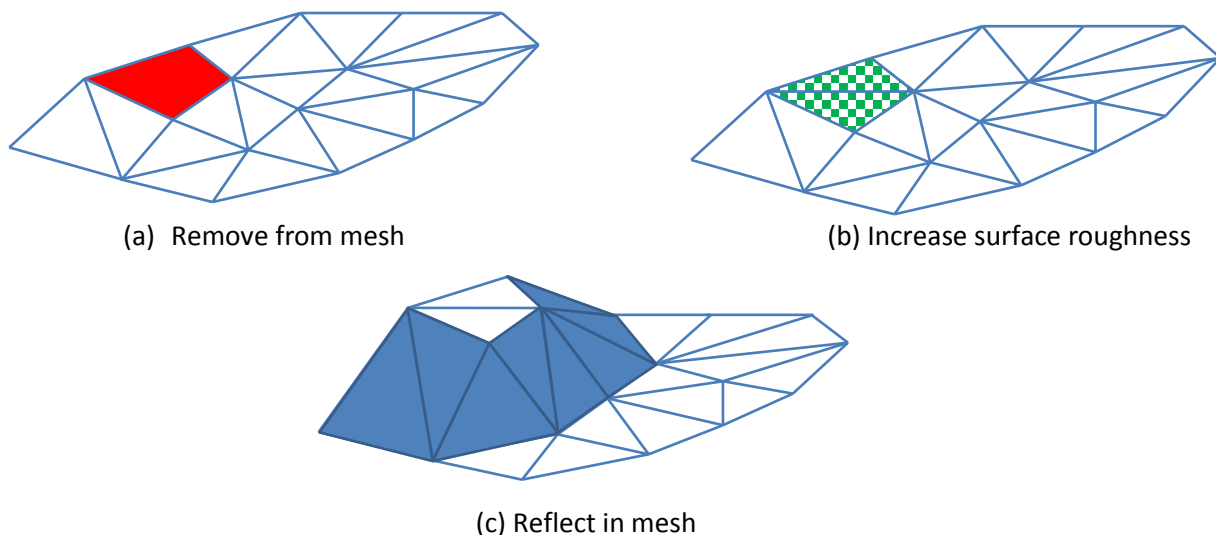 (a) Remove from mesh
(b) Increase surface roughness
(c) Reflect in mesh